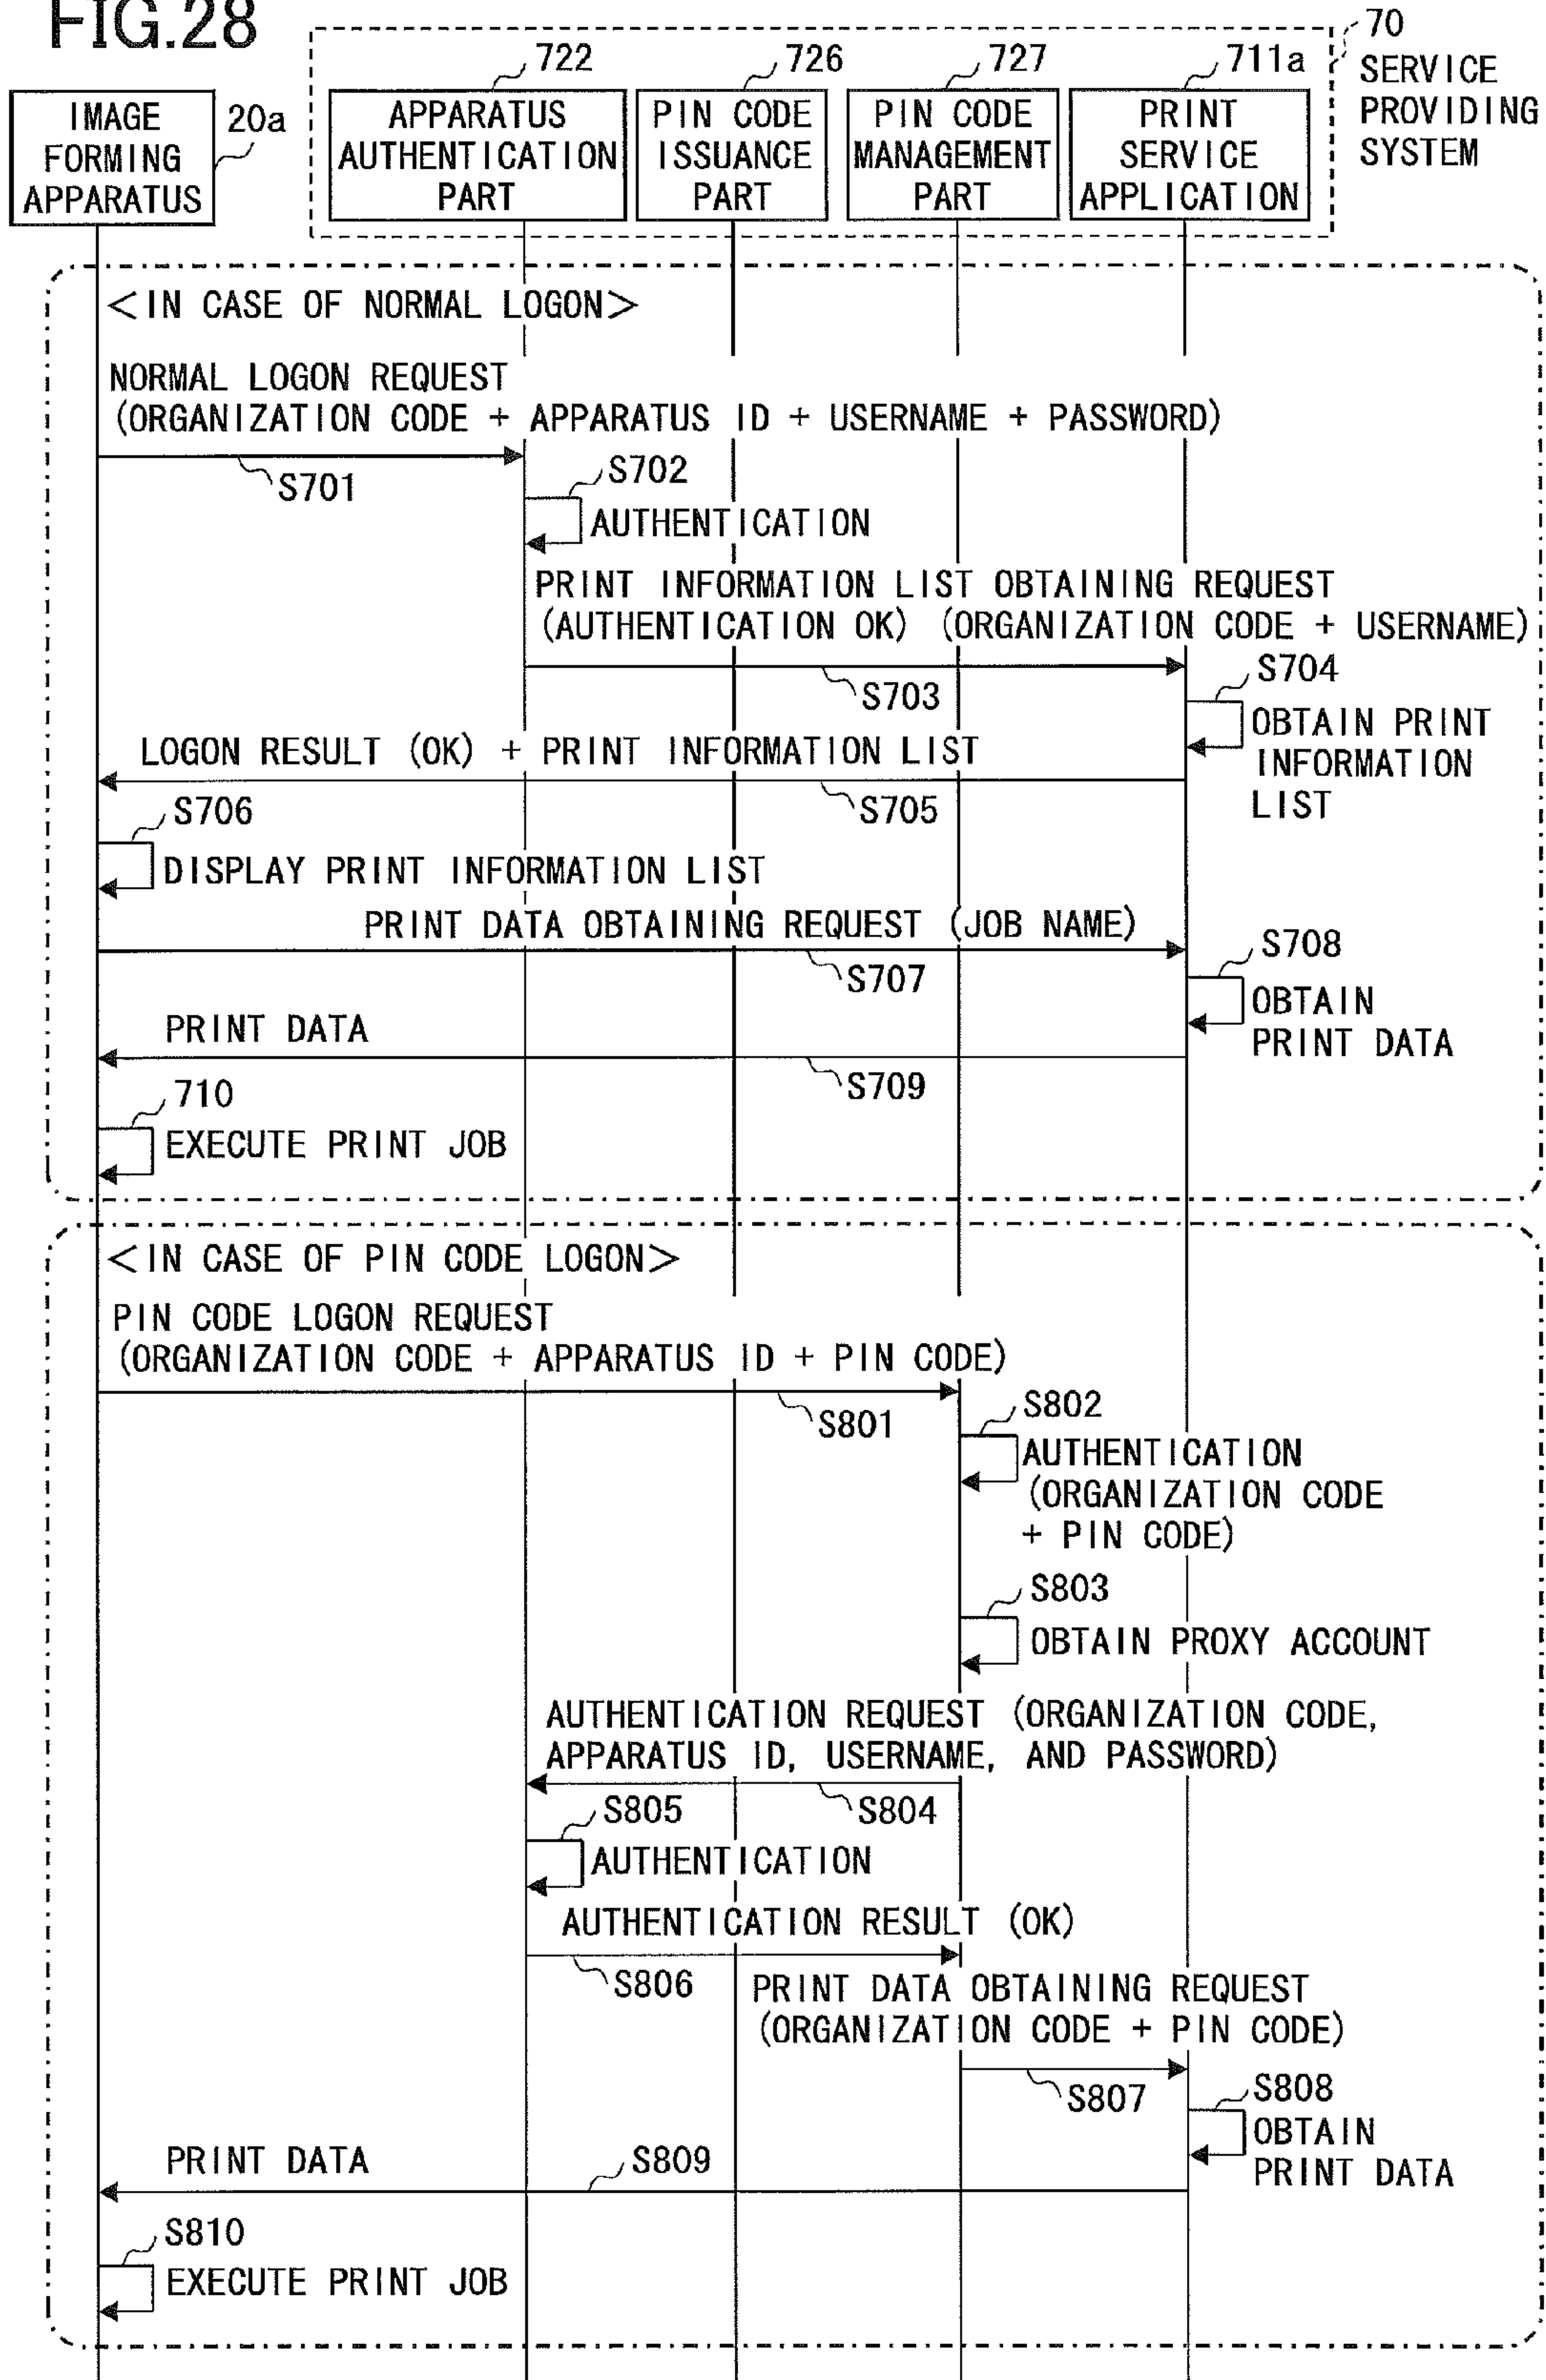 FIG.28
70
SERVICE
PROVIDING
SYSTEM
722
726
727
711a
IMAGE
FORMING
APPARATUS
20a
APPARATUS
AUTHENTICATION
PART
PIN CODE
ISSUANCE
PART
PIN CODE
MANAGEMENT
PART
PRINT
SERVICE
APPLICATION
<IN CASE OF NORMAL LOGON>
NORMAL LOGON REQUEST
(ORGANIZATION CODE + APPARATUS ID + USERNAME + PASSWORD)
S701
S702
AUTHENTICATION
PRINT INFORMATION LIST OBTAINING REQUEST
(AUTHENTICATION OK) (ORGANIZATION CODE + USERNAME)
S703
S704
OBTAIN PRINT
INFORMATION
LIST
LOGON RESULT (OK) + PRINT INFORMATION LIST
S705
S706
DISPLAY PRINT INFORMATION LIST
PRINT DATA OBTAINING REQUEST (JOB NAME)
S707
S708
OBTAIN
PRINT DATA
PRINT DATA
S709
710
EXECUTE PRINT JOB
<IN CASE OF PIN CODE LOGON>
PIN CODE LOGON REQUEST
(ORGANIZATION CODE + APPARATUS ID + PIN CODE)
S801
S802
AUTHENTICATION
(ORGANIZATION CODE
+ PIN CODE)
S803
OBTAIN PROXY ACCOUNT
AUTHENTICATION REQUEST (ORGANIZATION CODE,
APPARATUS ID, USERNAME, AND PASSWORD)
S804
S805
AUTHENTICATION
AUTHENTICATION RESULT (OK)
S806
PRINT DATA OBTAINING REQUEST
(ORGANIZATION CODE + PIN CODE)
S807
S808
OBTAIN
PRINT DATA
PRINT DATA
S809
S810
EXECUTE PRINT JOB